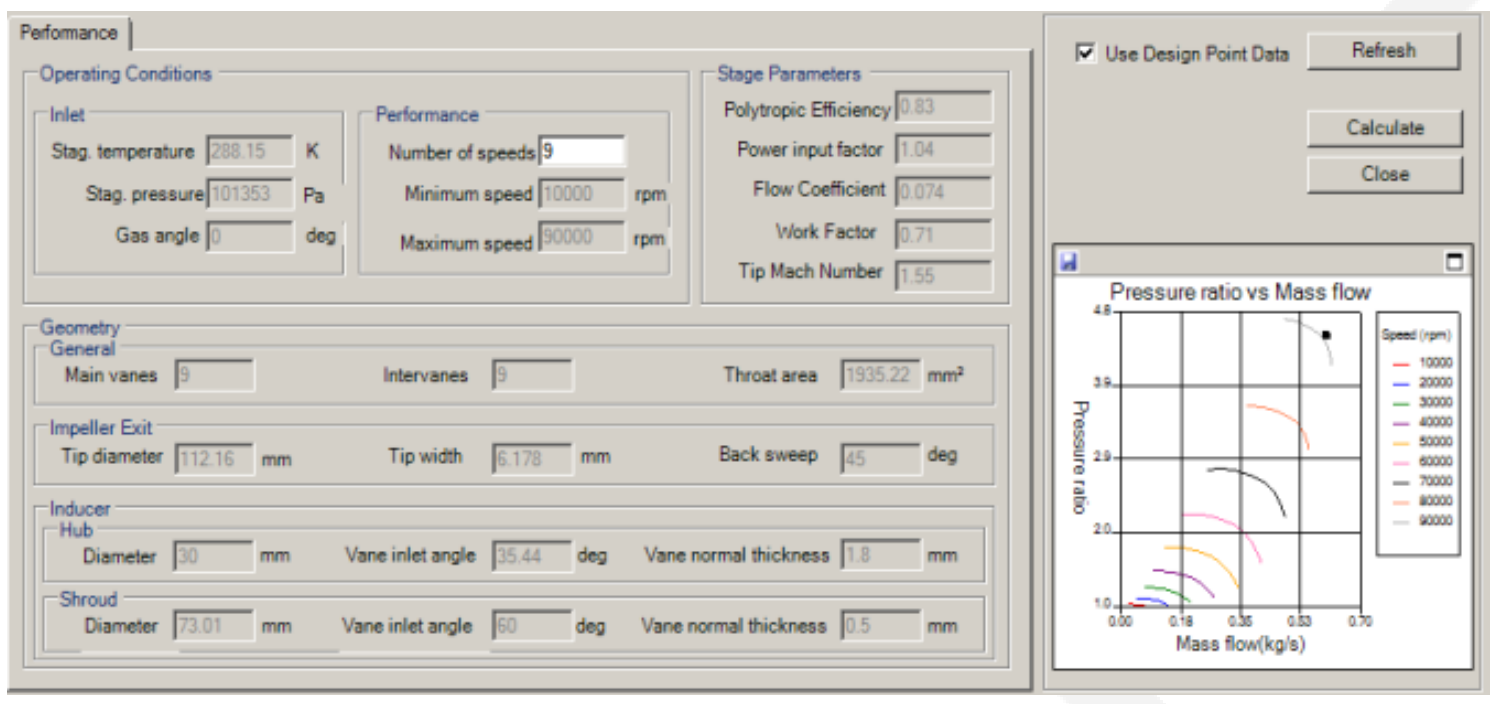 Performance
Operating Conditions
Inlet
Stag. temperature 288.15 K
Stag. pressure 101353 Pa
Gas angle 0 deg
Performance
Number of speeds 9
Minimum speed 10000 rpm
Maximum speed 90000 rpm
Stage Parameters
Polytropic Efficiency 0.83
Power input factor 1.04
Flow Coefficient 0.074
Work Factor 0.71
Tip Mach Number 1.55
Geometry
General
Main vanes 9 Intervanes 9 Throat area 1935.22 mm²
Impeller Exit
Tip diameter 112.16 mm Tip width 6.178 mm Back sweep 45 deg
Inducer
Hub
Diameter 30 mm Vane inlet angle 35.44 deg Vane normal thickness 1.8 mm
Shroud
Diameter 73.01 mm Vane inlet angle 60 deg Vane normal thickness 0.5 mm
Use Design Point Data Refresh
Calculate
Close
Pressure ratio vs Mass flow
4.8
3.9
2.9
2.0
1.0
Pressure ratio
0.00 0.18 0.35 0.53 0.70
Mass flow(kg/s)
Speed (rpm)
10000
20000
30000
40000
50000
60000
70000
80000
90000